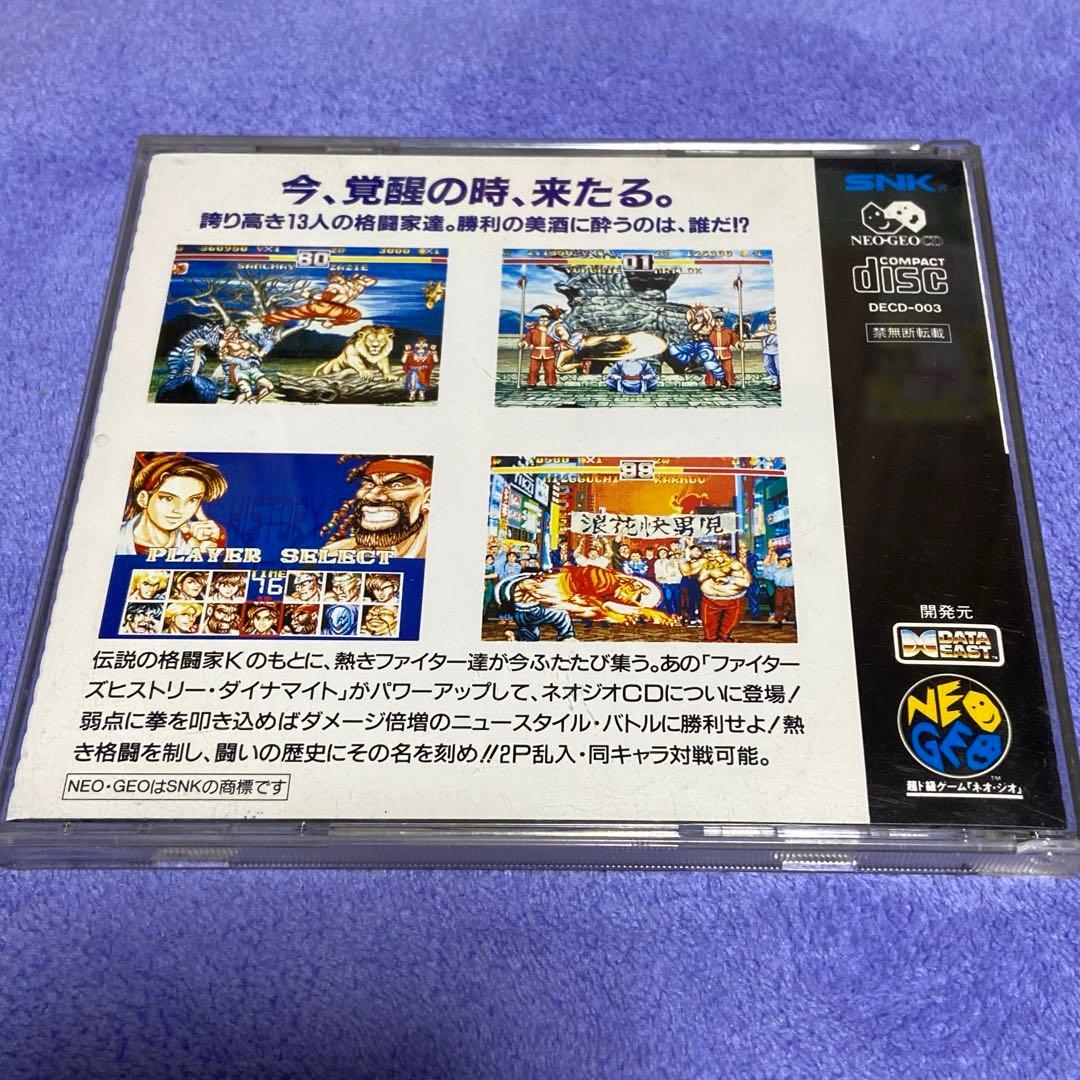 今、覚醒の時、来たる。
誇り高き13人の格闘家達。勝利の美酒に酔うのは、誰だ!?
SNK®
NEO・GEO CD
COMPACT
disc
DECD-003
禁無断転載
360950
3000
80
ZAZIE
01
PLAYER SELECT
TIME
16
98
MIZOGUCHI
KARNOV
浪花快男児
伝説の格闘家Kのもとに、熱きファイター達が今ふたたび集う。あの「ファイター
ズヒストリー・ダイナマイト」がパワーアップして、ネオジオCDについに登場!
弱点に拳を叩き込めばダメージ倍増のニュースタイル・バトルに勝利せよ!熱
き格闘を制し、闘いの歴史にその名を刻め!!2P乱入・同キャラ対戦可能。
NEO・GEOはSNKの商標です
開発元
DATA
EAST
NEO
GEO
TM
超ド級ゲーム「ネオ・ジオ」